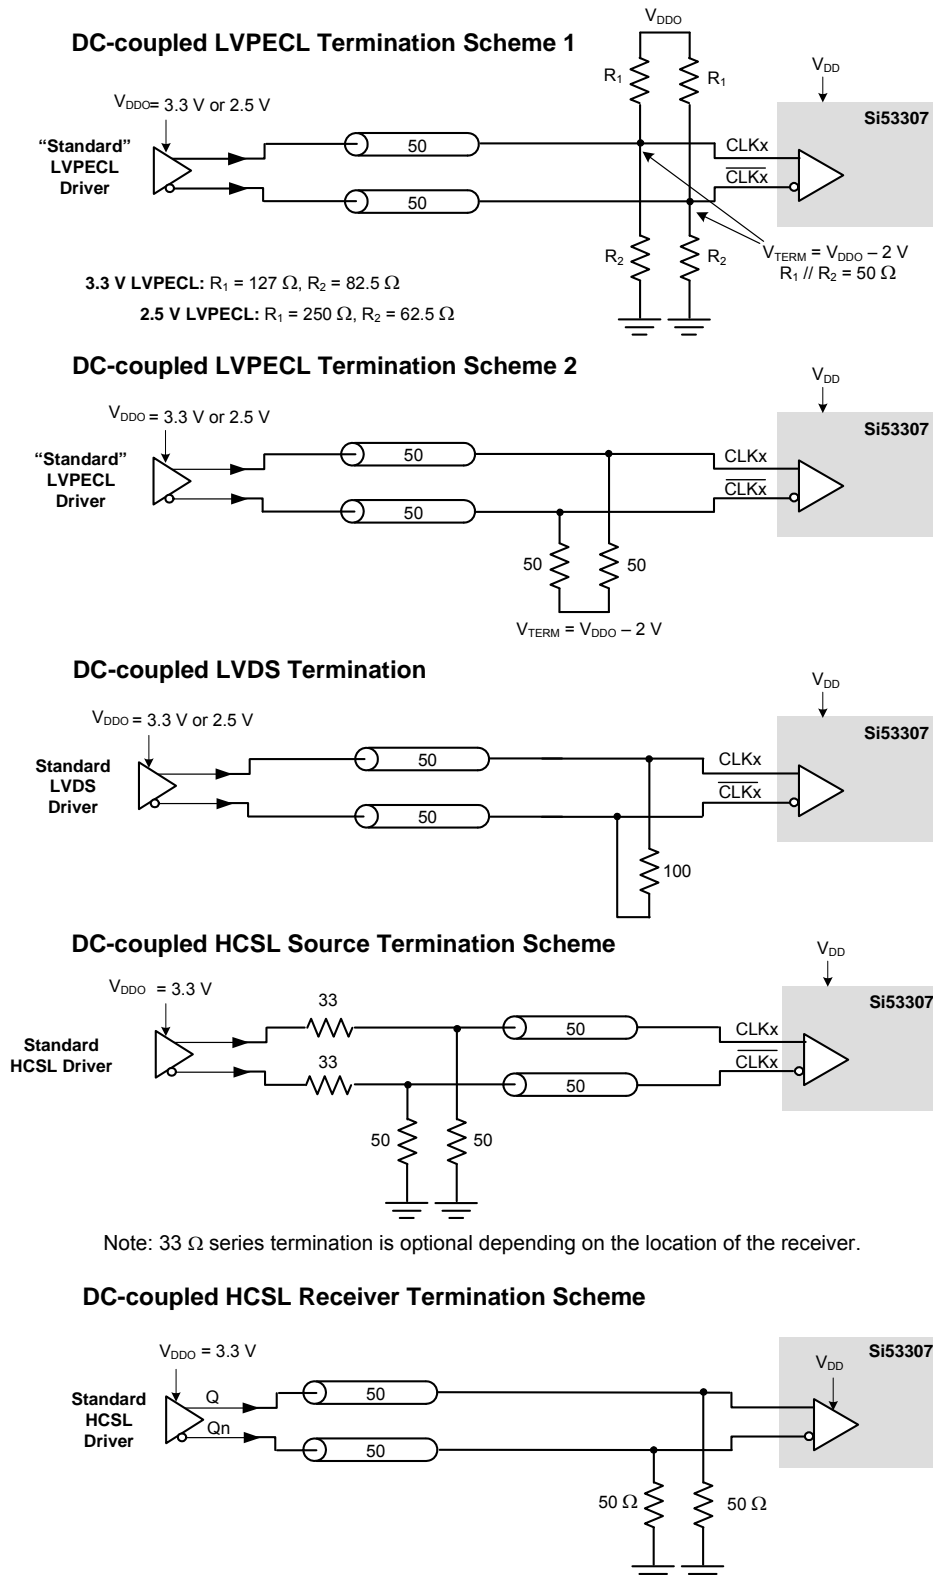 DC-coupled LVPECL Termination Scheme 1
VDDO
R1
R1
VDD
VDDO= 3.3 V or 2.5 V
Si53307
“Standard”
LVPECL
Driver
50
CLKx
50
CLKx
R2
R2
VTERM = VDDO – 2 V
R1 // R2 = 50 Ω
3.3 V LVPECL: R1 = 127 Ω, R2 = 82.5 Ω
2.5 V LVPECL: R1 = 250 Ω, R2 = 62.5 Ω
DC-coupled LVPECL Termination Scheme 2
VDD
VDDO = 3.3 V or 2.5 V
Si53307
“Standard”
LVPECL
Driver
50
CLKx
50
CLKx
50
50
VTERM = VDDO – 2 V
DC-coupled LVDS Termination
VDD
VDDO = 3.3 V or 2.5 V
Si53307
Standard
LVDS
Driver
50
CLKx
50
CLKx
100
DC-coupled HCSL Source Termination Scheme
VDD
VDDO = 3.3 V
Si53307
33
Standard
HCSL Driver
50
CLKx
33
50
CLKx
50
50
Note: 33 Ω series termination is optional depending on the location of the receiver.
DC-coupled HCSL Receiver Termination Scheme
VDDO = 3.3 V
Si53307
VDD
Standard
HCSL
Driver
Q
50
Qn
50
50 Ω
50 Ω